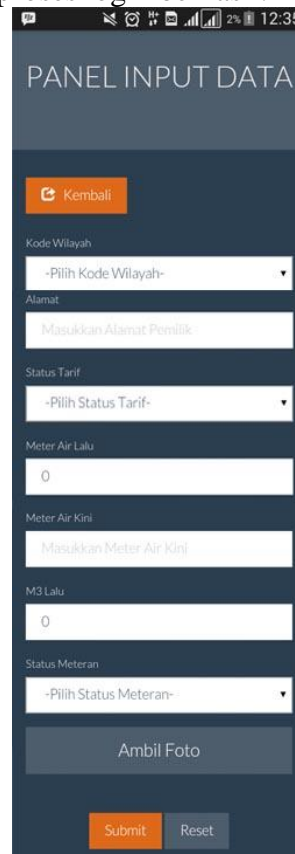 2% 12:35
PANEL INPUT DATA
Kembali
Kode Wilayah
-Pilih Kode Wilayah-
Alamat
Masukkan Alamat Pemilik
Status Tarif
-Pilih Status Tarif-
Meter Air Lalu
0
Meter Air Kini
Masukkan Meter Air Kini
M3 Lalu
0
Status Meteran
-Pilih Status Meteran-
Ambil Foto
Submit Reset